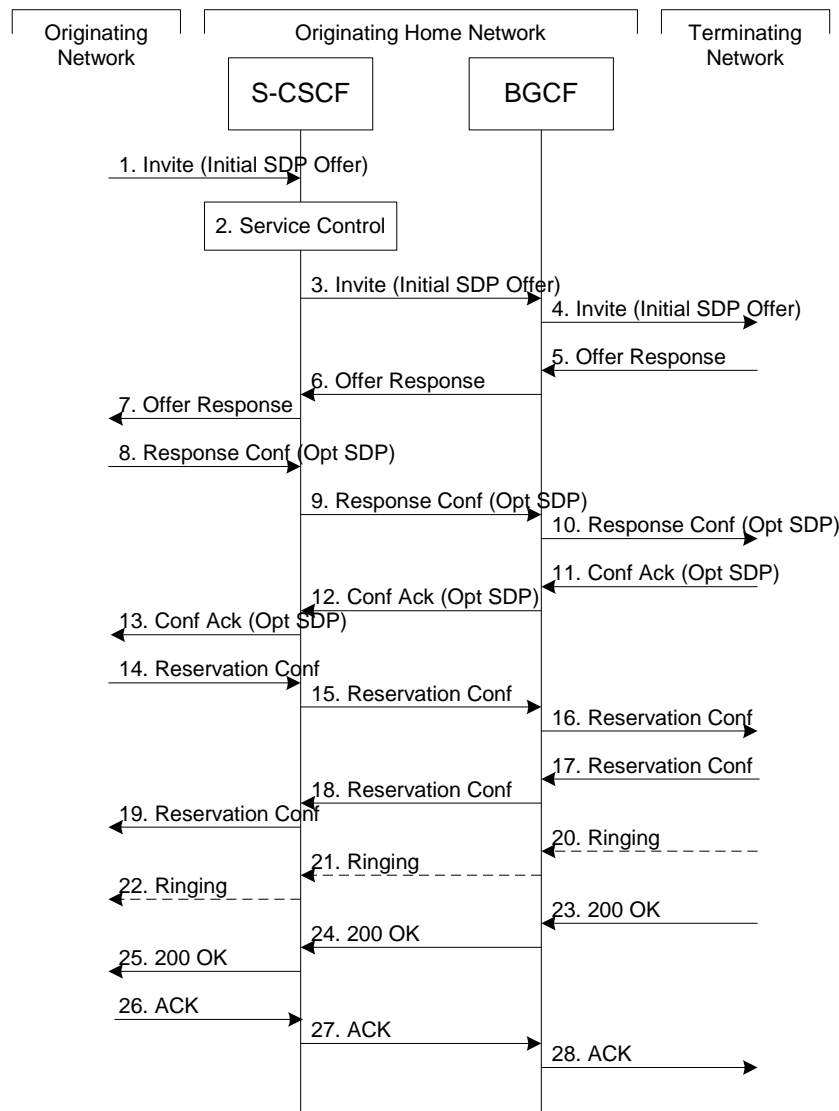 Originating
Network
Originating Home Network
Terminating
Network
S-CSCF
BGCF
1. Invite (Initial SDP Offer)
2. Service Control
3. Invite (Initial SDP Offer)
4. Invite (Initial SDP Offer)
5. Offer Response
6. Offer Response
7. Offer Response
8. Response Conf (Opt SDP)
9. Response Conf (Opt SDP)
10. Response Conf (Opt SDP)
11. Conf Ack (Opt SDP)
12. Conf Ack (Opt SDP)
13. Conf Ack (Opt SDP)
14. Reservation Conf
15. Reservation Conf
16. Reservation Conf
17. Reservation Conf
18. Reservation Conf
19. Reservation Conf
20. Ringing
21. Ringing
22. Ringing
23. 200 OK
24. 200 OK
25. 200 OK
26. ACK
27. ACK
28. ACK